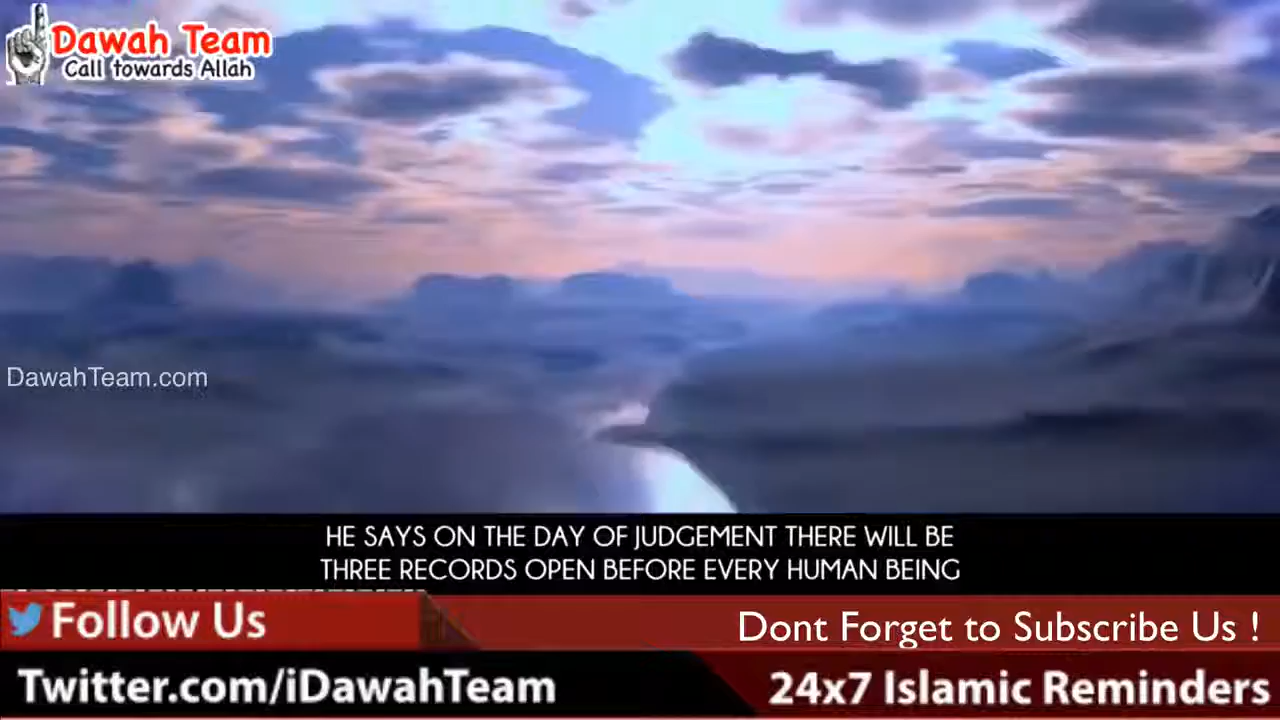 Dawah Team
Call towards Allah
DawahTeam.com
HE SAYS ON THE DAY OF JUDGEMENT THERE WILL BE
THREE RECORDS OPEN BEFORE EVERY HUMAN BEING
Follow Us
Dont Forget to Subscribe Us !
Twitter.com/iDawahTeam
24x7 Islamic Reminders